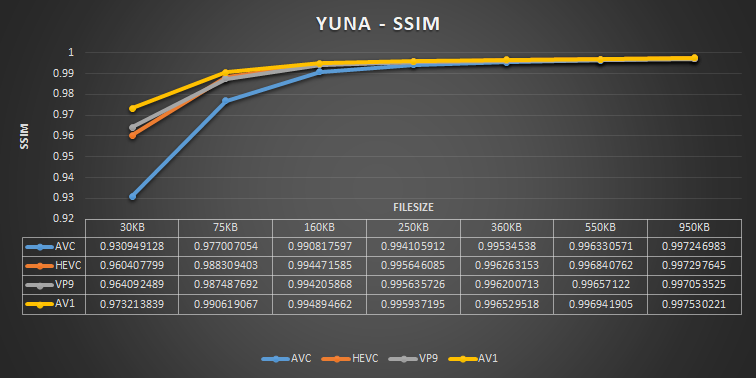 YUNA - SSIM
1
0.99
0.98
0.97
0.96
0.95
0.94
0.93
0.92
SSIM
FILESIZE
30KB 75KB 160KB 250KB 360KB 550KB 950KB
AVC 0.930949128 0.977007054 0.990817597 0.994105912 0.99534538 0.996330571 0.997246983
HEVC 0.960407799 0.988309403 0.994471585 0.995646085 0.996263153 0.996840762 0.997297645
VP9 0.964092489 0.987487692 0.994205868 0.995635726 0.996200713 0.99657122 0.997053525
AV1 0.973213839 0.990619067 0.994894662 0.995937195 0.996529518 0.996941905 0.997530221
AVC HEVC VP9 AV1